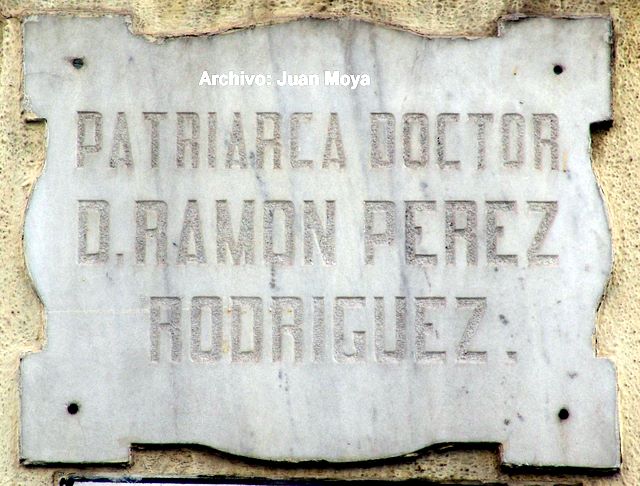 Archivo: Juan Moya
PATRIARCA DOCTOR
D. RAMON PEREZ
RODRIGUEZ.